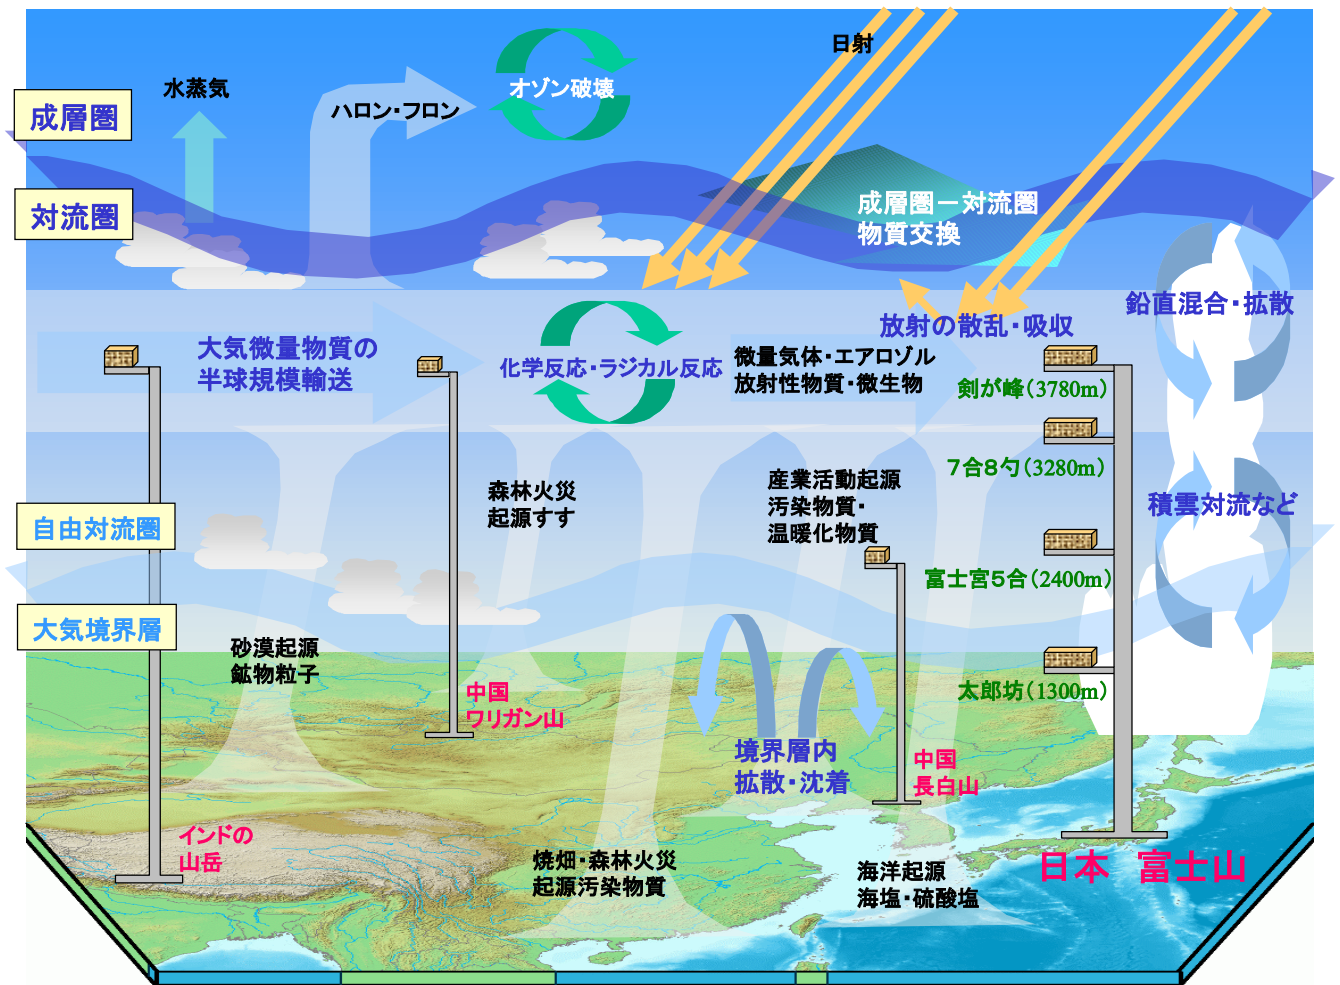 日射
水蒸気
オゾン破壊
ハロン・フロン
成層圏
対流圏
成層圏－対流圏
物質交換
鉛直混合・拡散
放射の散乱・吸収
大気微量物質の
半球規模輸送
化学反応・ラジカル反応
微量気体・エアロゾル
放射性物質・微生物
剣が峰(3780m)
７合８勺(3280m)
森林火災
起源すす
産業活動起源
汚染物質・
温暖化物質
積雲対流など
自由対流圏
富士宮５合(2400m)
大気境界層
砂漠起源
鉱物粒子
太郎坊(1300m)
中国
ワリガン山
境界層内
拡散・沈着
中国
長白山
インドの
山岳
焼畑・森林火災
起源汚染物質
海洋起源
海塩・硫酸塩
日本　富士山